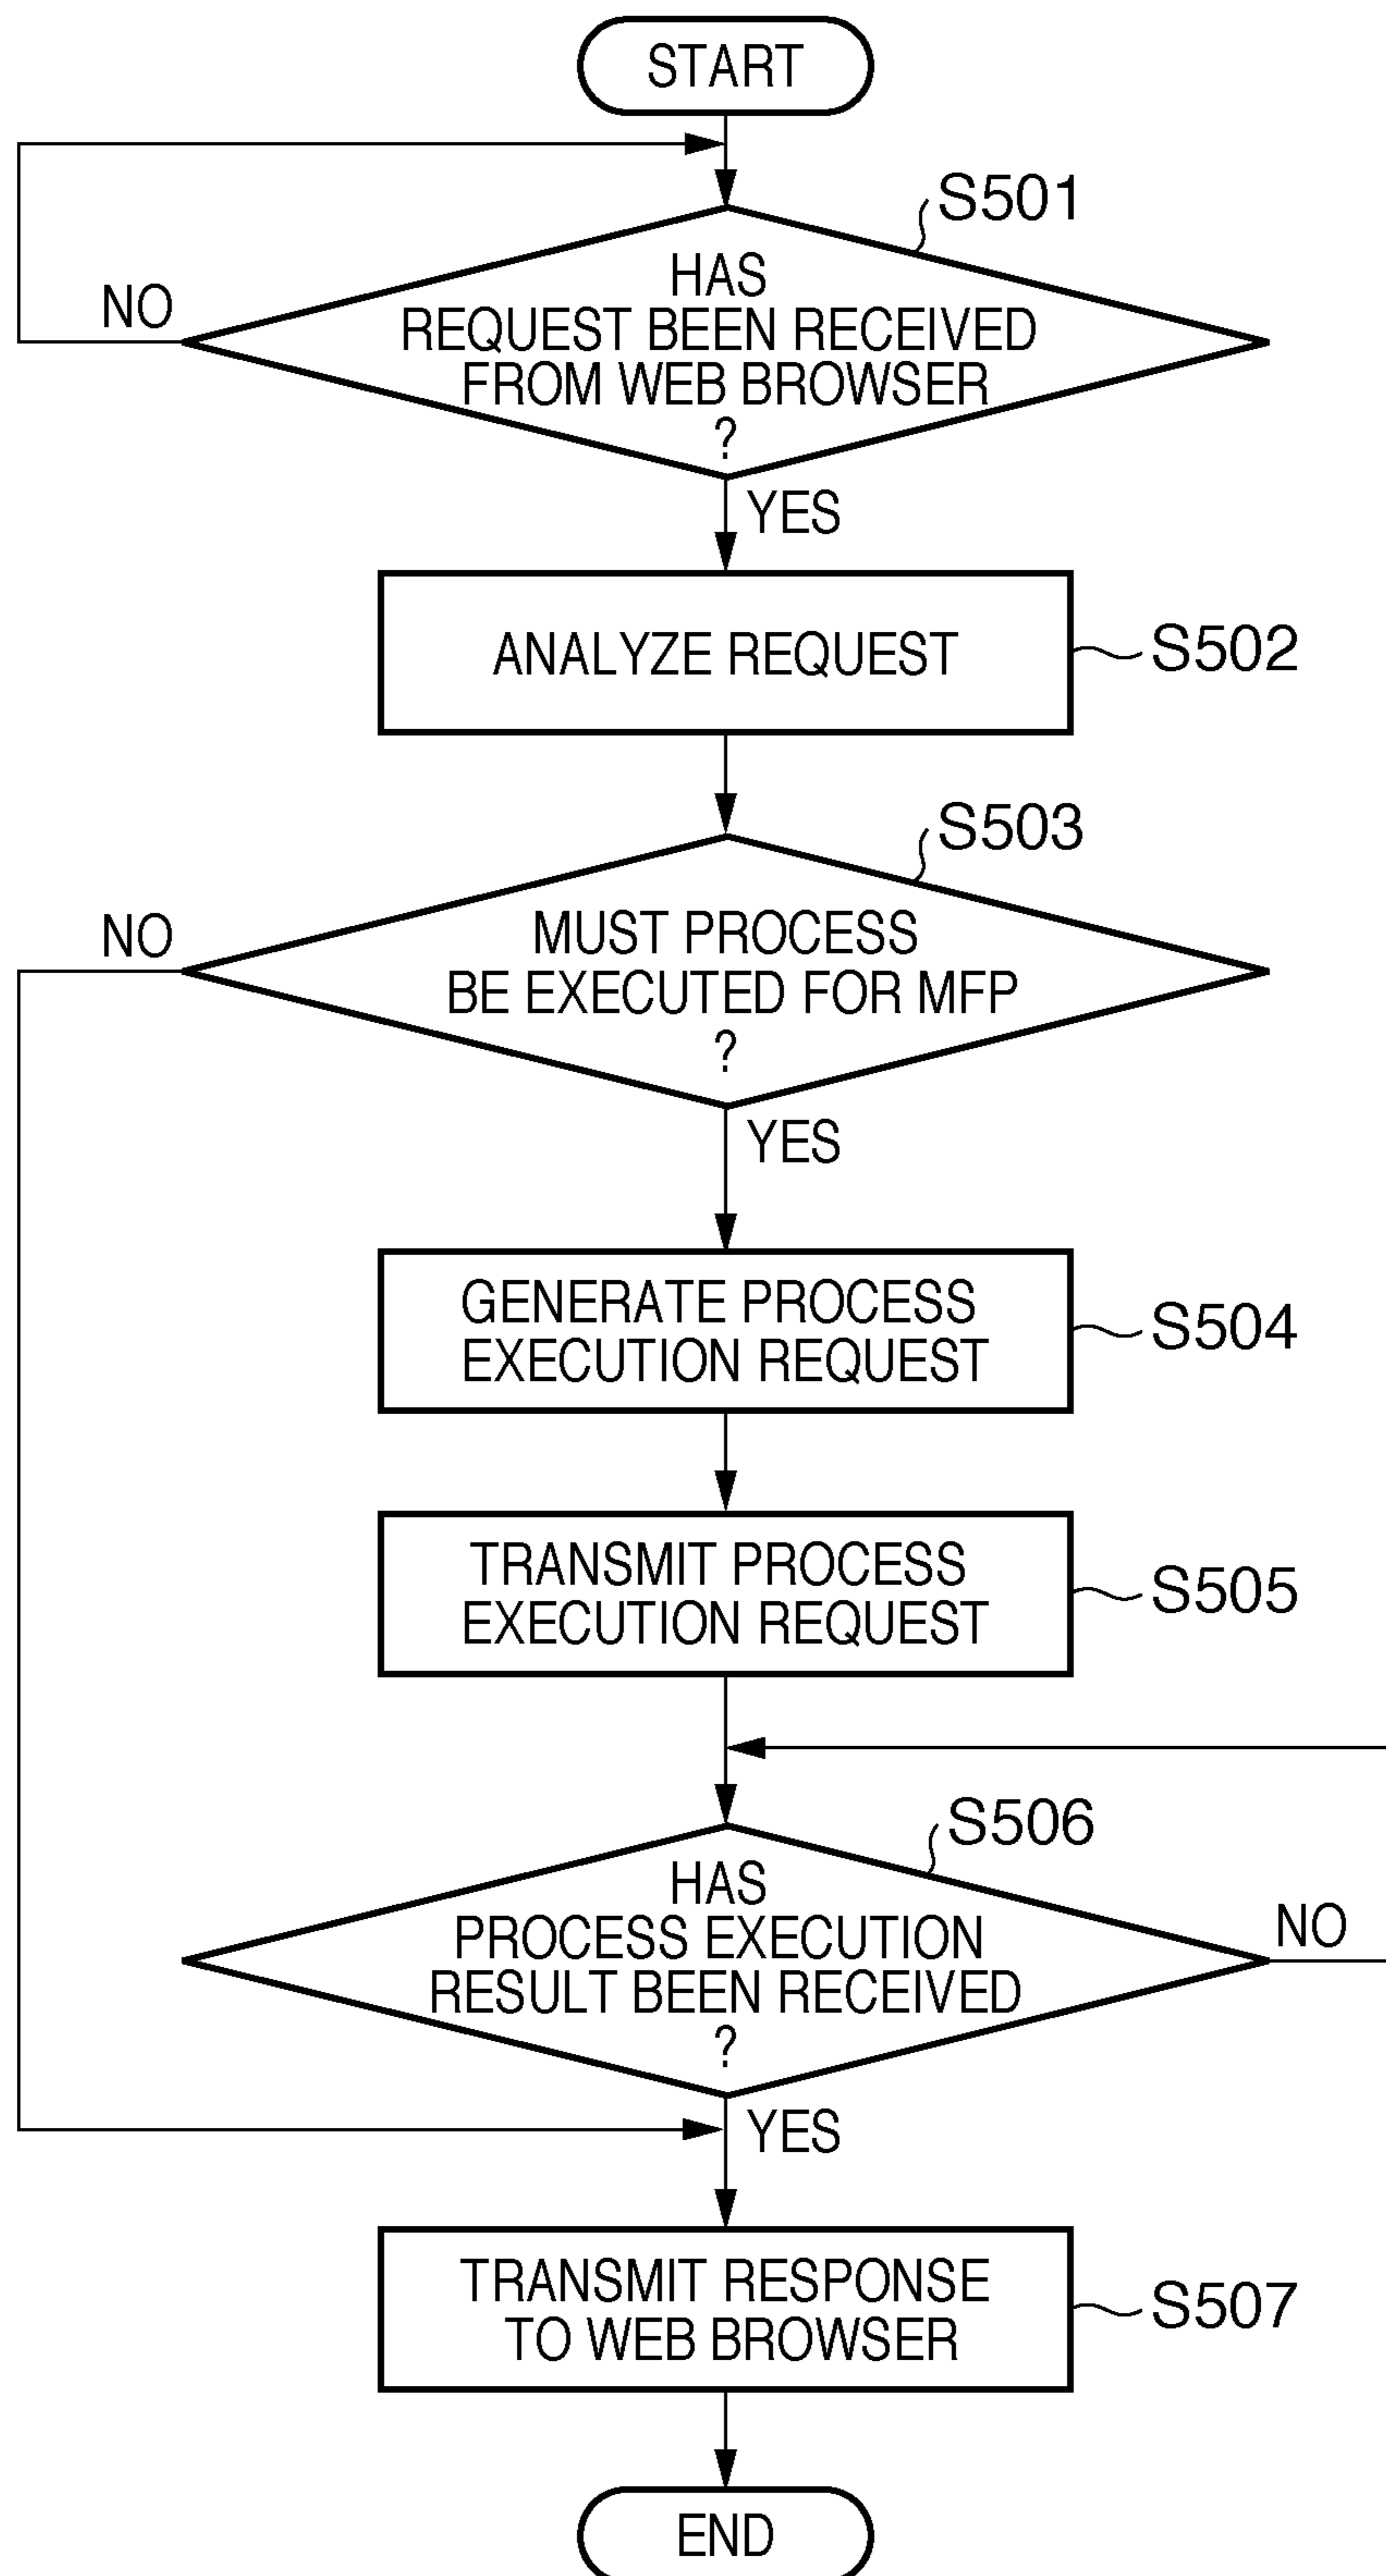 START
S501
HAS
REQUEST BEEN RECEIVED
FROM WEB BROWSER
?
NO
YES
ANALYZE REQUEST
S502
S503
MUST PROCESS
BE EXECUTED FOR MFP
?
NO
YES
GENERATE PROCESS
EXECUTION REQUEST
S504
TRANSMIT PROCESS
EXECUTION REQUEST
S505
S506
HAS
PROCESS EXECUTION
RESULT BEEN RECEIVED
?
NO
YES
TRANSMIT RESPONSE
TO WEB BROWSER
S507
END